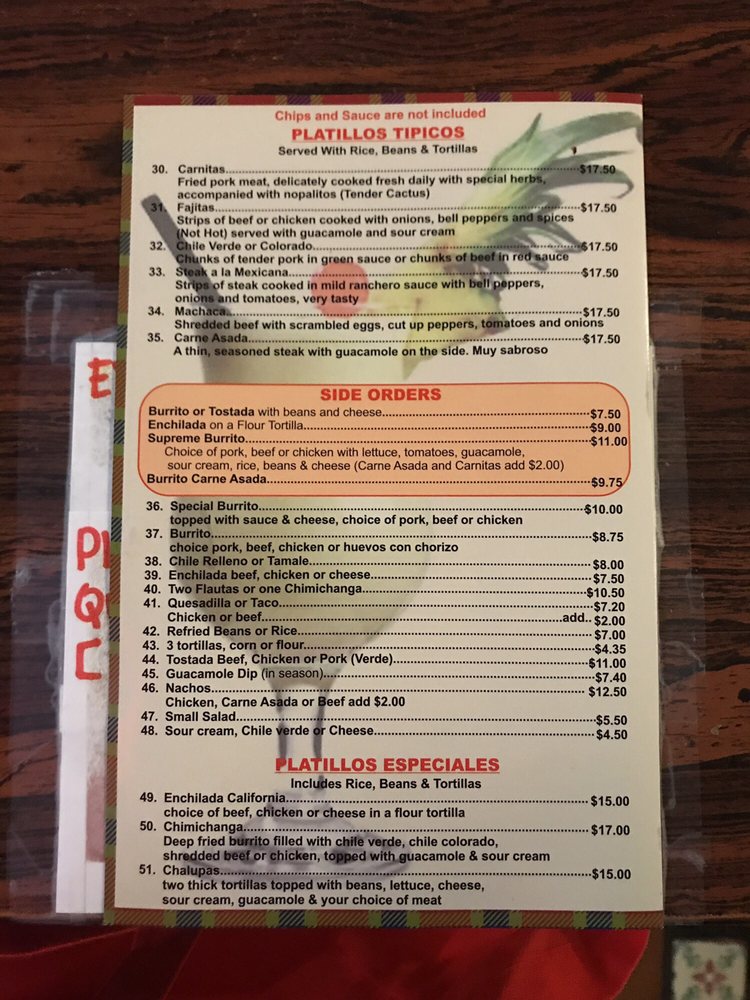 Chips and Sauce are not included
PLATILLOS TIPICOS
Served With Rice, Beans & Tortillas
30. Carnitas...$17.50
Fried pork meat, delicately cooked fresh daily with special herbs,
accompanied with nopalitos (Tender Cactus)
31. Fajitas...$17.50
Strips of beef or chicken cooked with onions, bell peppers and spices
(Not Hot) served with guacamole and sour cream
32. Chile Verde or Colorado...$17.50
Chunks of tender pork in green sauce or chunks of beef in red sauce
33. Steak a la Mexicana...$17.50
Strips of steak cooked in mild ranchero sauce with bell peppers,
onions and tomatoes, very tasty
34. Machaca...$17.50
Shredded beef with scrambled eggs, cut up peppers, tomatoes and onions
35. Carne Asada...$17.50
A thin, seasoned steak with guacamole on the side. Muy sabroso
SIDE ORDERS
Burrito or Tostada with beans and cheese...$7.50
Enchilada on a Flour Tortilla...$9.00
Supreme Burrito...$11.00
Choice of pork, beef or chicken with lettuce, tomatoes, guacamole,
sour cream, rice, beans & cheese (Carne Asada and Carnitas add $2.00)
Burrito Carne Asada...$9.75
36. Special Burrito...$10.00
topped with sauce & cheese, choice of pork, beef or chicken
37. Burrito...$8.75
choice pork, beef, chicken or huevos con chorizo
38. Chile Relleno or Tamale...$8.00
39. Enchilada beef, chicken or cheese...$7.50
40. Two Flautas or one Chimichanga...$10.50
41. Quesadilla or Taco...$7.20
Chicken or beef...add.. $2.00
42. Refried Beans or Rice...$7.00
43. 3 tortillas, corn or flour...$4.35
44. Tostada Beef, Chicken or Pork (Verde)...$11.00
45. Guacamole Dip (in season)...$7.40
46. Nachos...$12.50
Chicken, Carne Asada or Beef add $2.00
47. Small Salad...$5.50
48. Sour cream, Chile verde or Cheese...$4.50
PLATILLOS ESPECIALES
Includes Rice, Beans & Tortillas
49. Enchilada California...$15.00
choice of beef, chicken or cheese in a flour tortilla
50. Chimichanga...$17.00
Deep fried burrito filled with chile verde, chile colorado,
shredded beef or chicken, topped with guacamole & sour cream
51. Chalupas...$15.00
two thick tortillas topped with beans, lettuce, cheese,
sour cream, guacamole & your choice of meat